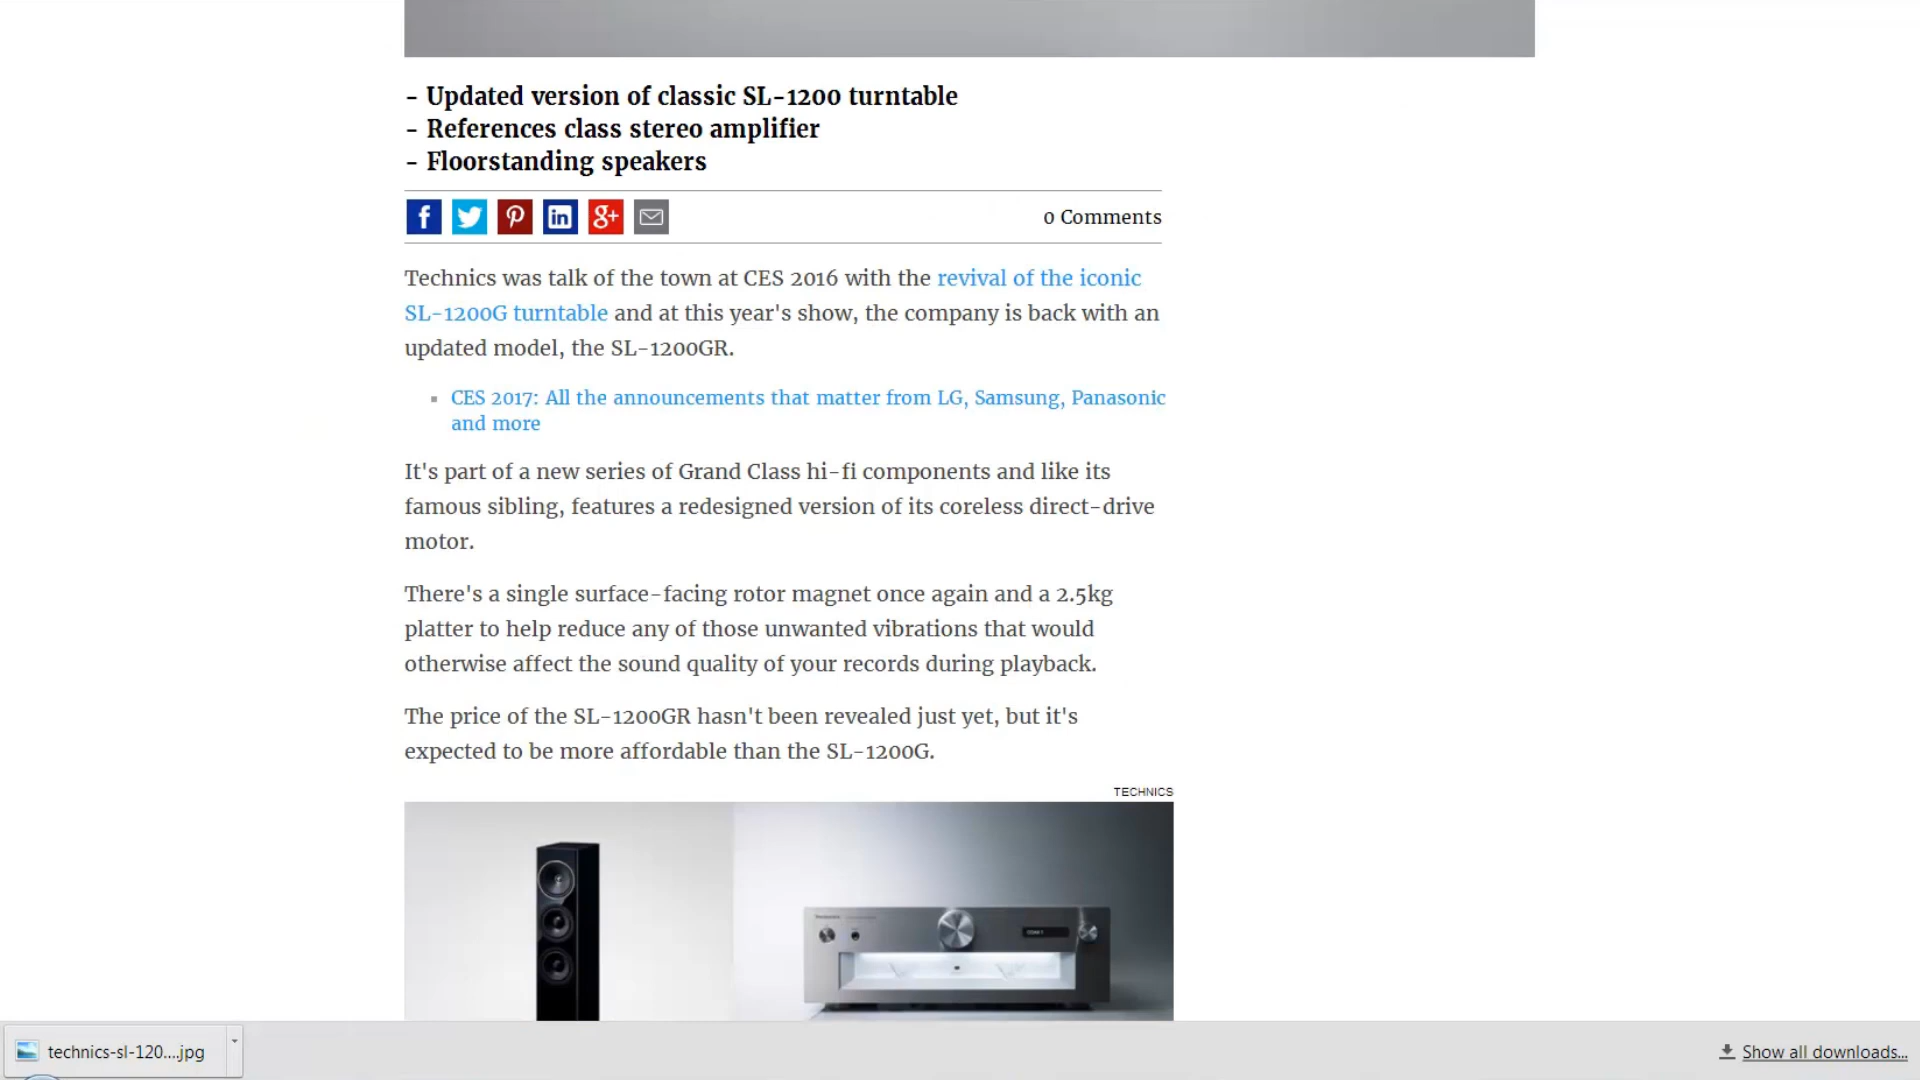 - Updated version of classic SL-1200 turntable
- References class stereo amplifier
- Floorstanding speakers
0 Comments
Technics was talk of the town at CES 2016 with the revival of the iconic
SL-1200G turntable and at this year's show, the company is back with an
updated model, the SL-1200GR.
CES 2017: All the announcements that matter from LG, Samsung, Panasonic
and more
It's part of a new series of Grand Class hi-fi components and like its
famous sibling, features a redesigned version of its coreless direct-drive
motor.
There's a single surface-facing rotor magnet once again and a 2.5kg
platter to help reduce any of those unwanted vibrations that would
otherwise affect the sound quality of your records during playback.
The price of the SL-1200GR hasn't been revealed just yet, but it's
expected to be more affordable than the SL-1200G.
TECHNICS
technics-sl-120....jpg
Show all downloads...